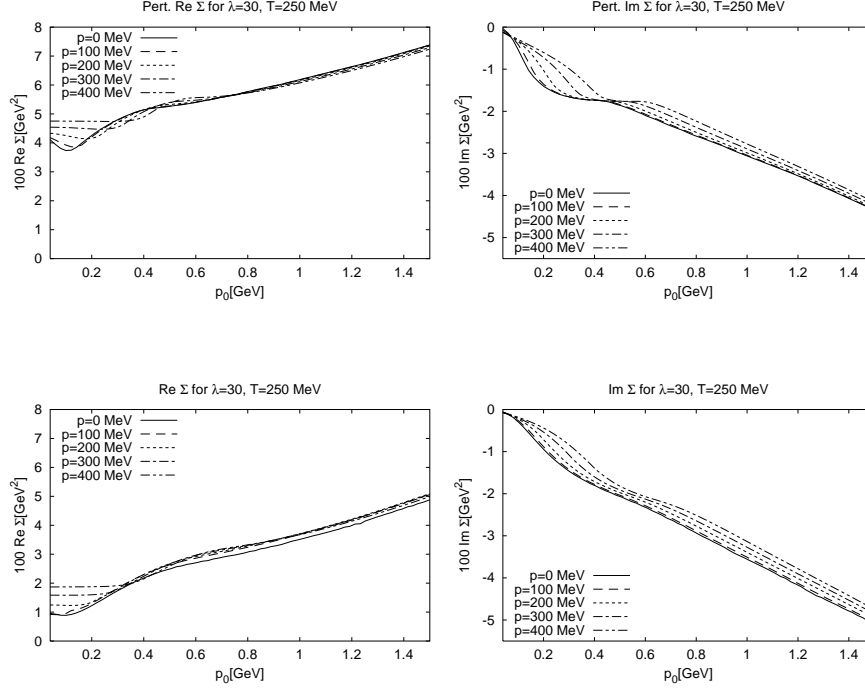 Pert. Re Σ for λ=30, T=250 MeV
100 Re Σ[GeV²]
8
7
6
5
4
3
2
1
0
p=0 MeV
p=100 MeV
p=200 MeV
p=300 MeV
p=400 MeV
0.2 0.4 0.6 0.8 1 1.2 1.4
p₀[GeV]
Pert. Im Σ for λ=30, T=250 MeV
100 Im Σ[GeV²]
0
-1
-2
-3
-4
-5
p=0 MeV
p=100 MeV
p=200 MeV
p=300 MeV
p=400 MeV
0.2 0.4 0.6 0.8 1 1.2 1.4
p₀[GeV]
Re Σ for λ=30, T=250 MeV
100 Re Σ[GeV²]
8
7
6
5
4
3
2
1
0
p=0 MeV
p=100 MeV
p=200 MeV
p=300 MeV
p=400 MeV
0.2 0.4 0.6 0.8 1 1.2 1.4
p₀[GeV]
Im Σ for λ=30, T=250 MeV
100 Im Σ[GeV²]
0
-1
-2
-3
-4
-5
p=0 MeV
p=100 MeV
p=200 MeV
p=300 MeV
p=400 MeV
0.2 0.4 0.6 0.8 1 1.2 1.4
p₀[GeV]